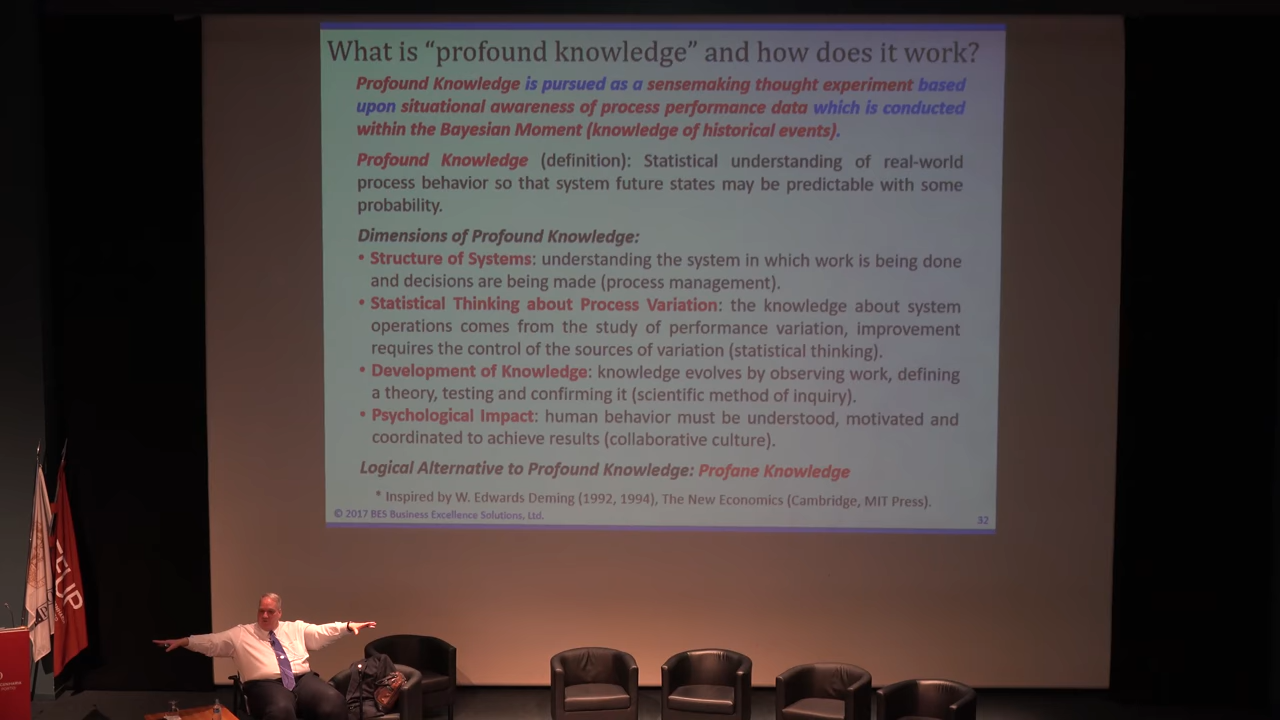 What is “profound knowledge” and how does it work?
Profound Knowledge is pursued as a sensemaking thought experiment based
upon situational awareness of process performance data which is conducted
within the Bayesian Moment (knowledge of historical events).
Profound Knowledge (definition): Statistical understanding of real-world
process behavior so that system future states may be predictable with some
probability.
Dimensions of Profound Knowledge:
• Structure of Systems: understanding the system in which work is being done
and decisions are being made (process management).
• Statistical Thinking about Process Variation: the knowledge about system
operations comes from the study of performance variation, improvement
requires the control of the sources of variation (statistical thinking).
• Development of Knowledge: knowledge evolves by observing work, defining
a theory, testing and confirming it (scientific method of inquiry).
• Psychological Impact: human behavior must be understood, motivated and
coordinated to achieve results (collaborative culture).
Logical Alternative to Profound Knowledge: Profane Knowledge
* Inspired by W. Edwards Deming (1992, 1994), The New Economics (Cambridge, MIT Press).
© 2017 BES Business Excellence Solutions, Ltd.
32
FEUP